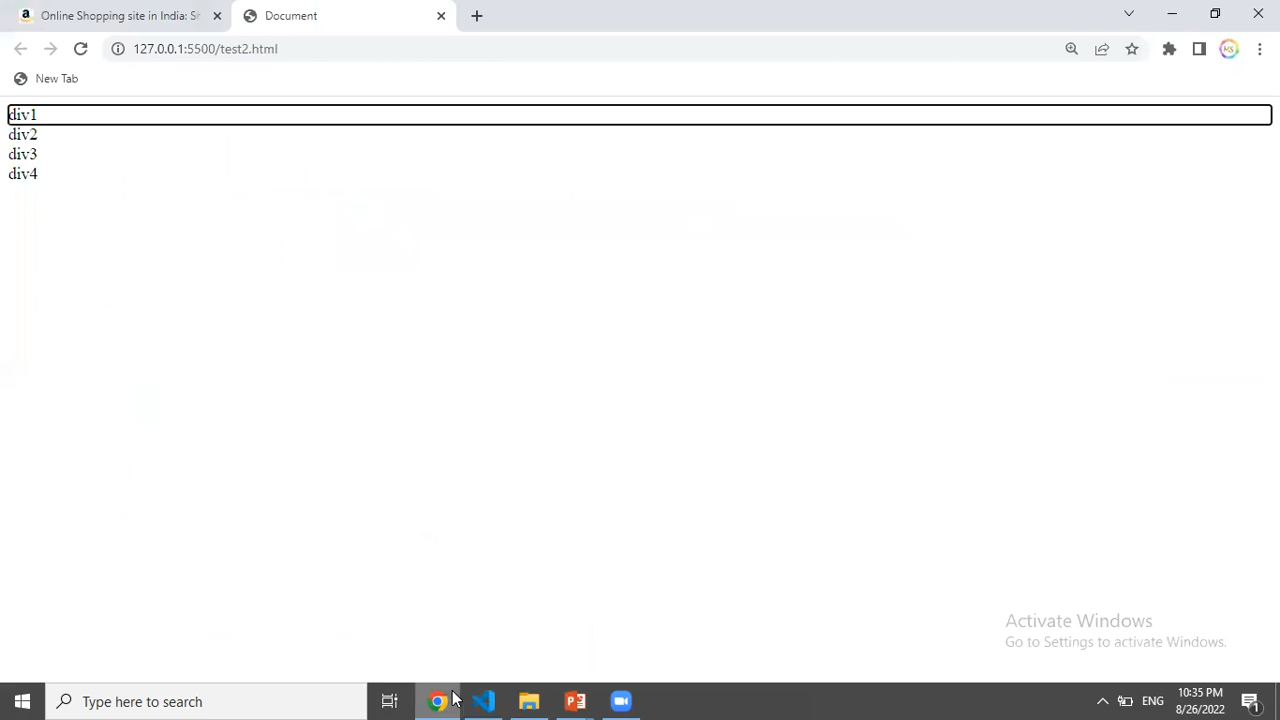 Online Shopping site in India: Sh
Document
127.0.0.1:5500/test2.html
MS
New Tab
div1
div2
div3
div4
Activate Windows
Go to Settings to activate Windows.
Type here to search
ENG
10:35 PM
8/26/2022
1